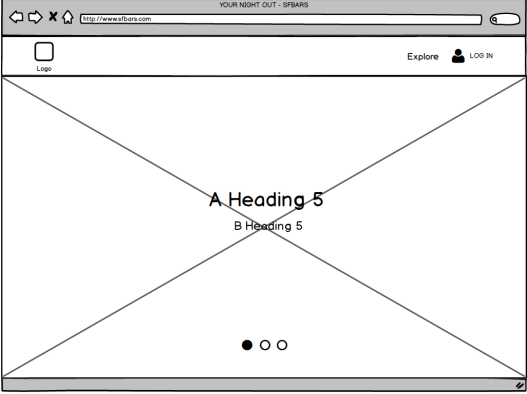 YOUR NIGHT OUT - SFBARS
http://www.sfbars.com
Logo
Explore
LOG IN
A Heading 5
B Heading 5